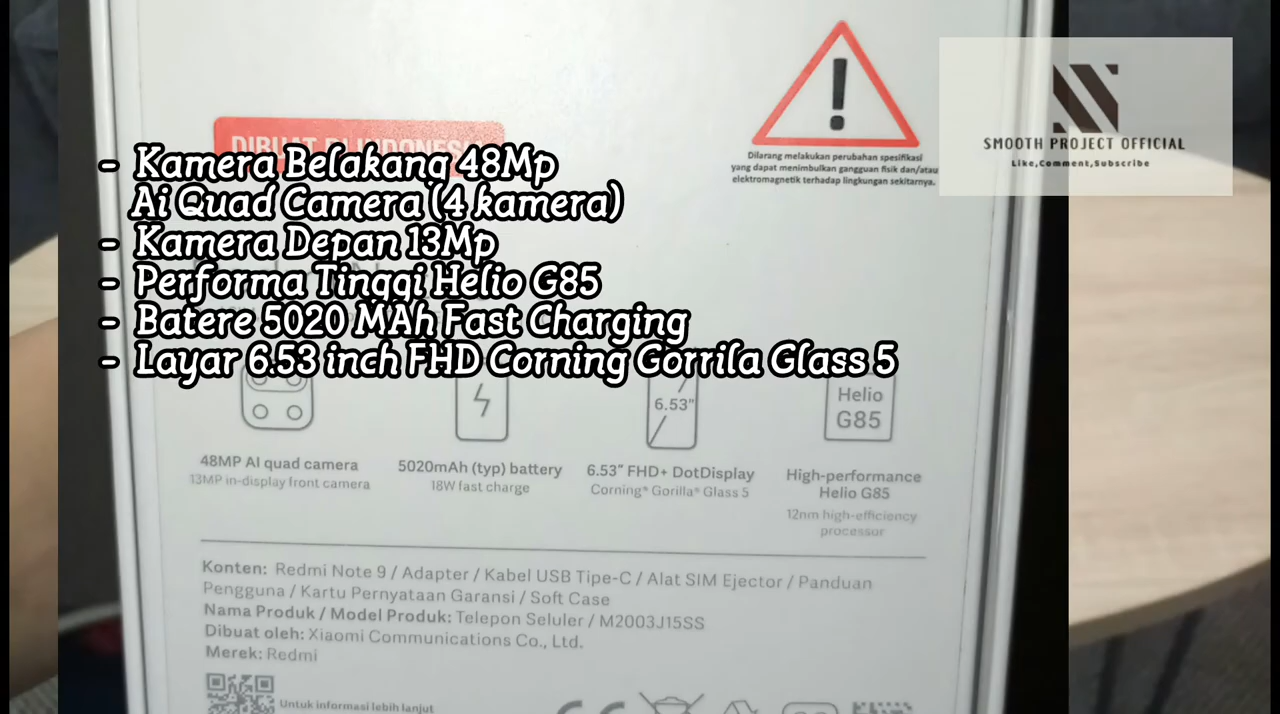 DIBUAT DI INDONESIA
Dilarang melakukan perubahan spesifikasi
yang dapat menimbulkan gangguan fisik dan/atau
elektromagnetik terhadap lingkungan sekitarnya.
SMOOTH PROJECT OFFICIAL
Like,Comment,Subscribe
- Kamera Belakang 48Mp
Ai Quad Camera (4 kamera)
- Kamera Depan 13Mp
- Performa Tinggi Helio G85
- Batere 5020 MAh Fast Charging
- Layar 6.53 inch FHD Corning Gorrila Glass 5
6.53"
Helio
G85
48MP AI quad camera
13MP in-display front camera
5020mAh (typ) battery
18W fast charge
6.53" FHD+ DotDisplay
Corning® Gorilla® Glass 5
High-performance
Helio G85
12nm high-efficiency
processor
Konten: Redmi Note 9 / Adapter / Kabel USB Tipe-C / Alat SIM Ejector / Panduan
Pengguna / Kartu Pernyataan Garansi / Soft Case
Nama Produk / Model Produk: Telepon Seluler / M2003J15SS
Dibuat oleh: Xiaomi Communications Co., Ltd.
Merek: Redmi
Untuk informasi lebih lanjut